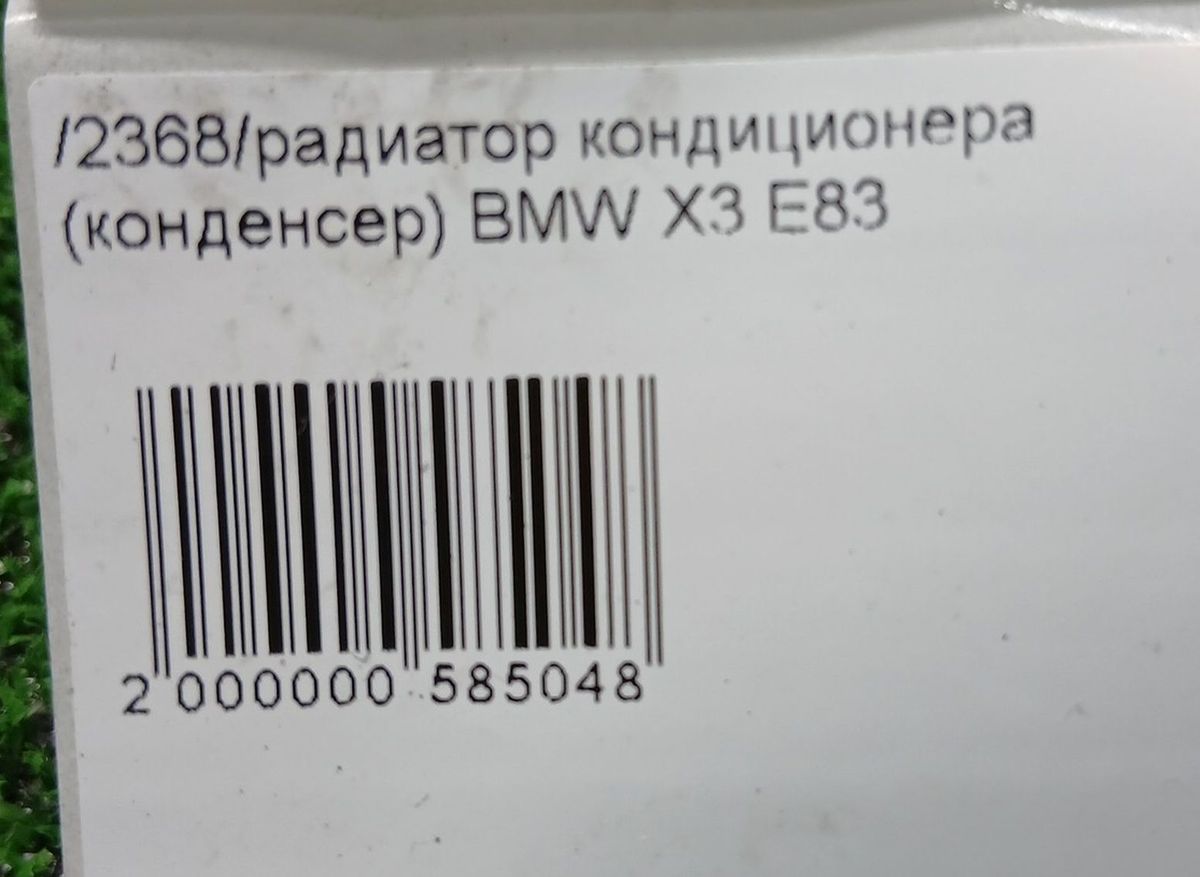 /2368/радиатор кондиционера
(конденсер) BMW X3 E83
2 000000 585048